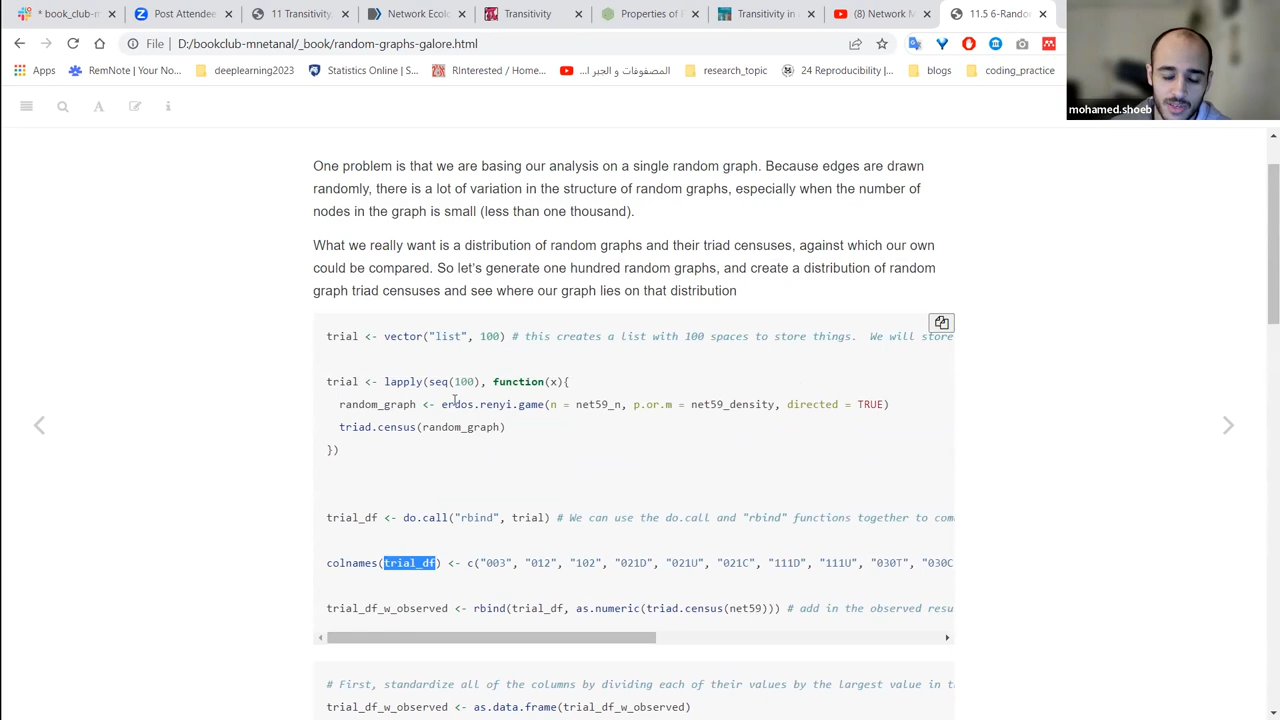 * book_club-m
Post Attendee
11 Transitivity,
Network Ecolo
Transitivity
Properties of
Transitivity in
(8) Network M
11.5 6-Rando
File D:/bookclub-mnetanal/_book/random-graphs-galore.html
Apps
RemNote | Your No...
deeplearning2023
Statistics Online | S...
RInterested / Home...
المصفوفات و الجبر ا...
research_topic
24 Reproducibility |...
blogs
coding_practice
mohamed.shoeb
One problem is that we are basing our analysis on a single random graph. Because edges are drawn
randomly, there is a lot of variation in the structure of random graphs, especially when the number of
nodes in the graph is small (less than one thousand).
What we really want is a distribution of random graphs and their triad censuses, against which our own
could be compared. So let's generate one hundred random graphs, and create a distribution of random
graph triad censuses and see where our graph lies on that distribution
trial <- vector("list", 100) # this creates a list with 100 spaces to store things.  We will store
trial <- lapply(seq(100), function(x){
random_graph <- erdos.renyi.game(n = net59_n, p.or.m = net59_density, directed = TRUE)
triad.census(random_graph)
})
trial_df <- do.call("rbind", trial) # We can use the do.call and "rbind" functions together to com
colnames(trial_df) <- c("003", "012", "102", "021D", "021U", "021C", "111D", "111U", "030T", "030C
trial_df_w_observed <- rbind(trial_df, as.numeric(triad.census(net59))) # add in the observed resu
# First, standardize all of the columns by dividing each of their values by the largest value in t
trial_df_w_observed <- as.data.frame(trial_df_w_observed)